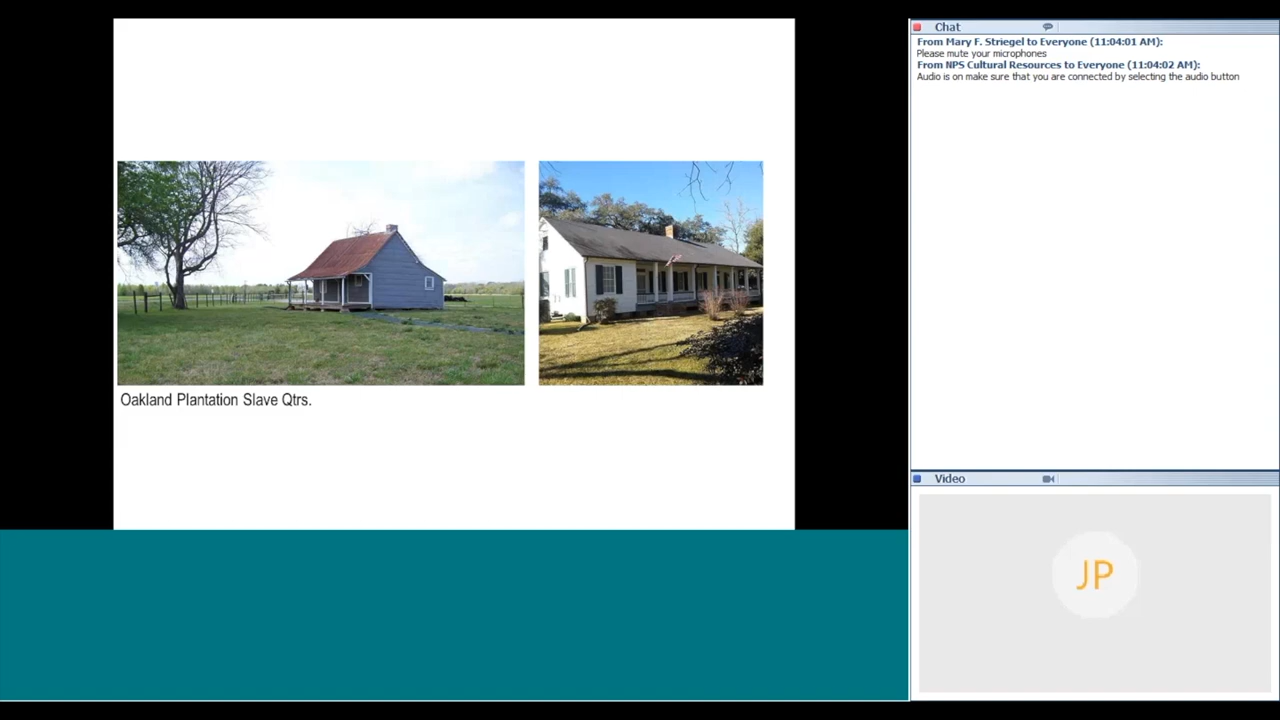 Oakland Plantation Slave Qtrs.
Chat
From Mary F. Striegel to Everyone (11:04:01 AM):
Please mute your microphones
From NPS Cultural Resources to Everyone (11:04:02 AM):
Audio is on make sure that you are connected by selecting the audio button
Video
JP